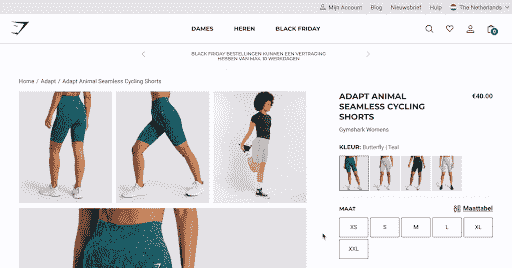 My Account Blog Nieuwsbrief Hulp The Netherlands
DAMES HEREN BLACK FRIDAY
0
BLACK FRIDAY BESTELLINGEN KUNNEN EEN VERTRAGING
HEBBEN VAN MAX. 10 WERKDAGEN
Home / Adapt / Adapt Animal Seamless Cycling Shorts
ADAPT ANIMAL
SEAMLESS CYCLING
SHORTS
€40.00
Gymshark Womens
KLEUR: Butterfly | Teal
MAAT
Maattabel
XS S M L XL
XXL